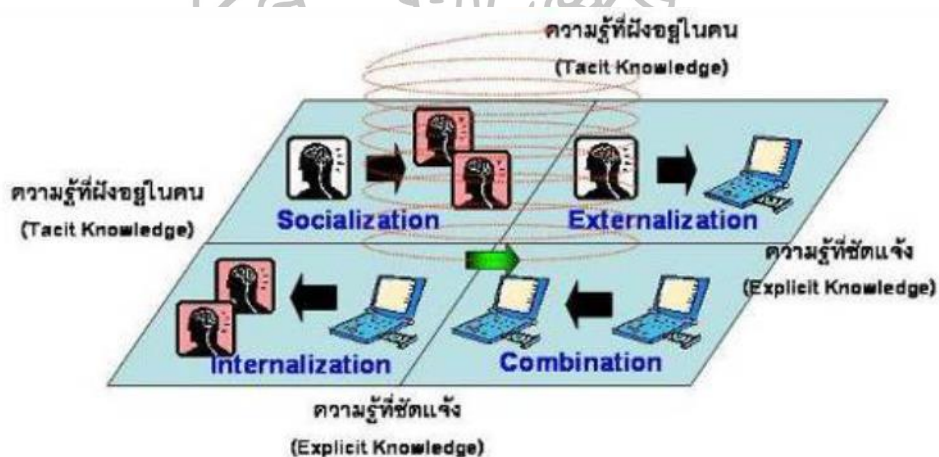 ความรู้ที่ฝังอยู่ในคน
(Tacit Knowledge)
ความรู้ที่ฝังอยู่ในคน
(Tacit Knowledge)
Socialization
Externalization
ความรู้ที่ชัดแจ้ง
(Explicit Knowledge)
Internalization
Combination
ความรู้ที่ชัดแจ้ง
(Explicit Knowledge)